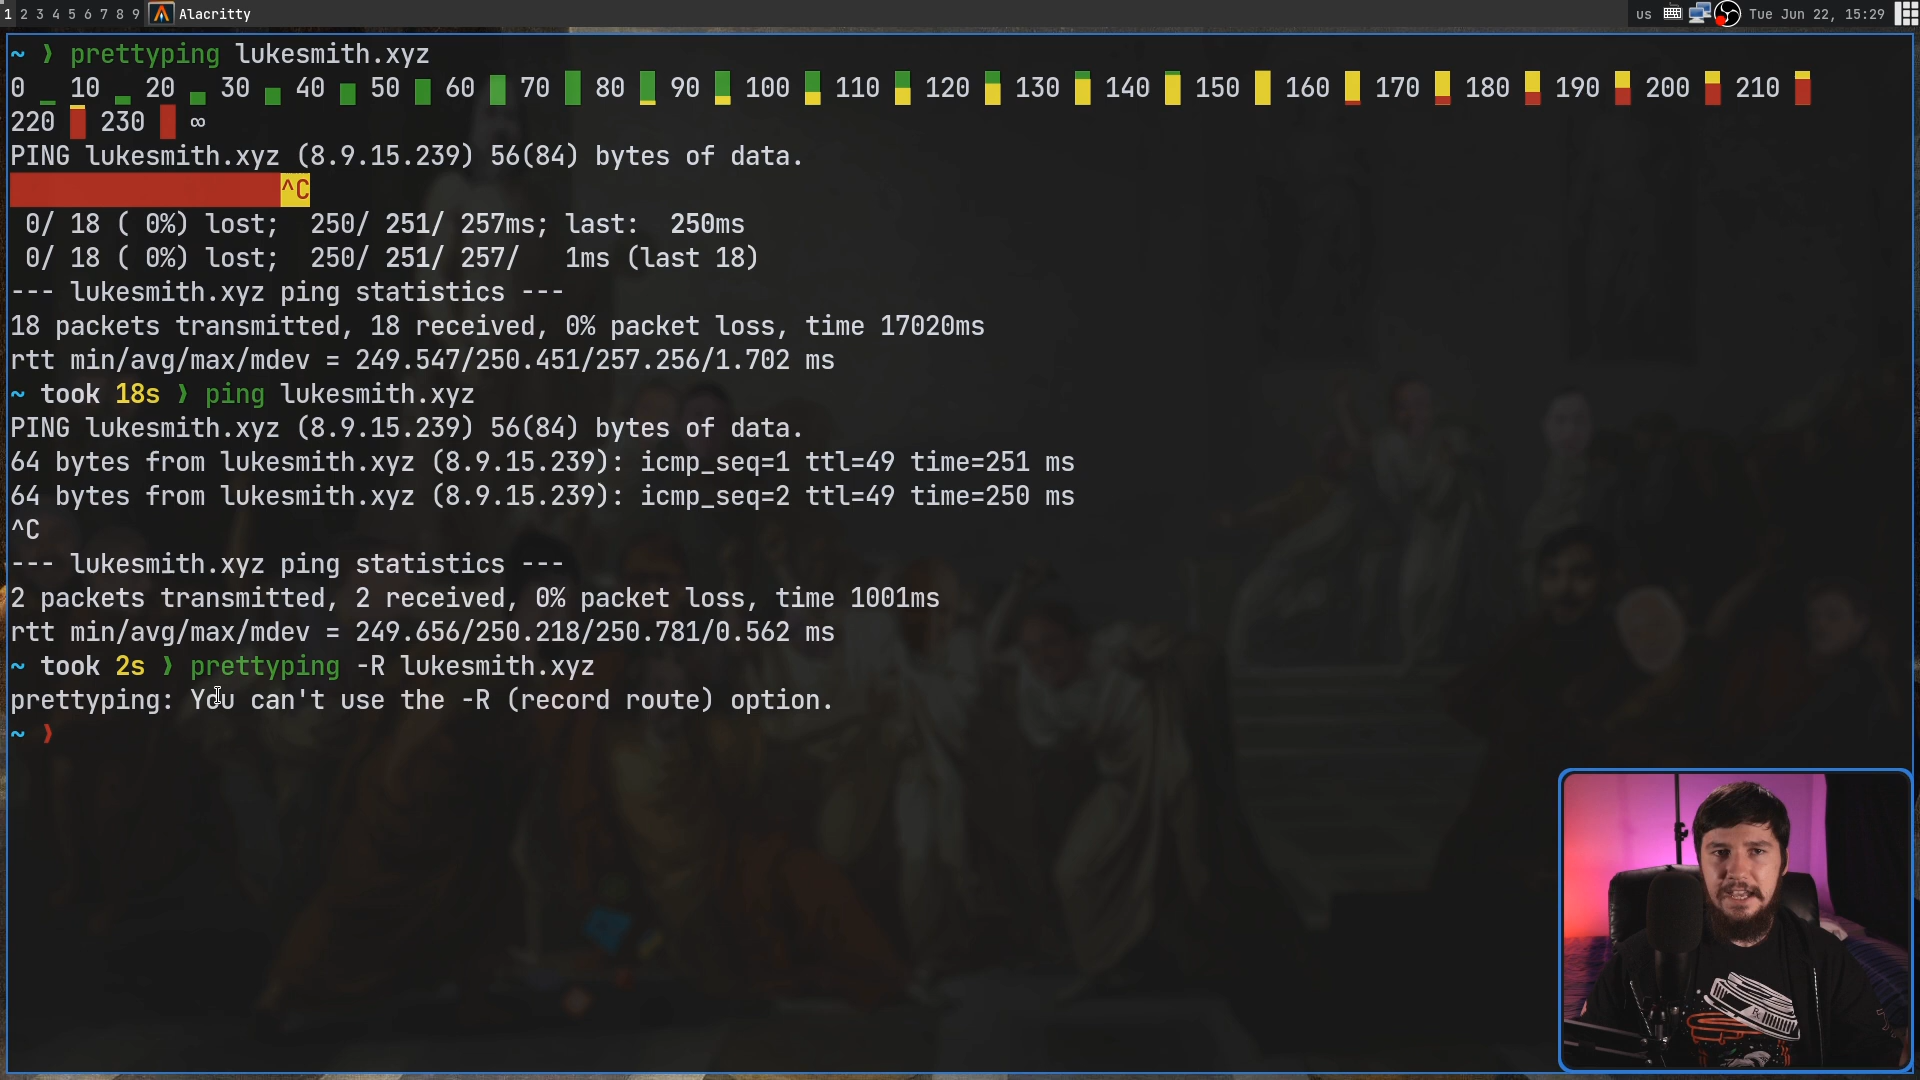 1 2 3 4 5 6 7 8 9 Alacritty us Tue Jun 22, 15:29
~ ❯ prettyping lukesmith.xyz
0 _ 10 20 30 40 50 60 70 80 90 100 110 120 130 140 150 160 170 180 190 200 210
220 230 ∞
PING lukesmith.xyz (8.9.15.239) 56(84) bytes of data.
^C
0/ 18 ( 0%) lost; 250/ 251/ 257ms; last: 250ms
0/ 18 ( 0%) lost; 250/ 251/ 257/ 1ms (last 18)
--- lukesmith.xyz ping statistics ---
18 packets transmitted, 18 received, 0% packet loss, time 17020ms
rtt min/avg/max/mdev = 249.547/250.451/257.256/1.702 ms
~ took 18s ❯ ping lukesmith.xyz
PING lukesmith.xyz (8.9.15.239) 56(84) bytes of data.
64 bytes from lukesmith.xyz (8.9.15.239): icmp_seq=1 ttl=49 time=251 ms
64 bytes from lukesmith.xyz (8.9.15.239): icmp_seq=2 ttl=49 time=250 ms
^C
--- lukesmith.xyz ping statistics ---
2 packets transmitted, 2 received, 0% packet loss, time 1001ms
rtt min/avg/max/mdev = 249.656/250.218/250.781/0.562 ms
~ took 2s ❯ prettyping -R lukesmith.xyz
prettyping: You can't use the -R (record route) option.
~ ❯